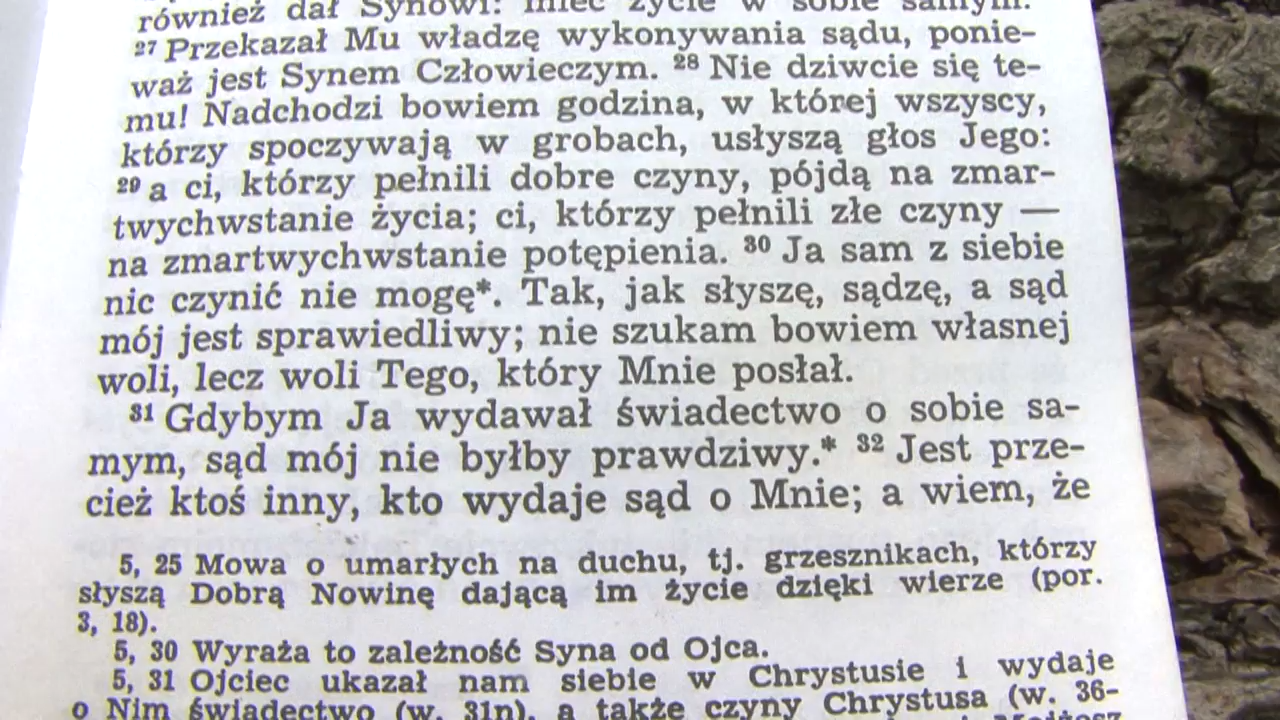 również dał Synowi: mieć życie w sobie samym.
27 Przekazał Mu władzę wykonywania sądu, ponie-
waż jest Synem Człowieczym. 28 Nie dziwcie się te-
mu! Nadchodzi bowiem godzina, w której wszyscy,
którzy spoczywają w grobach, usłyszą głos Jego:
29 a ci, którzy pełnili dobre czyny, pójdą na zmar-
twychwstanie życia; ci, którzy pełnili złe czyny —
na zmartwychwstanie potępienia. 30 Ja sam z siebie
nic czynić nie mogę*. Tak, jak słyszę, sądzę, a sąd
mój jest sprawiedliwy; nie szukam bowiem własnej
woli, lecz woli Tego, który Mnie posłał.
31 Gdybym Ja wydawał świadectwo o sobie sa-
mym, sąd mój nie byłby prawdziwy.* 32 Jest prze-
cież ktoś inny, kto wydaje sąd o Mnie; a wiem, że
5, 25 Mowa o umarłych na duchu, tj. grzesznikach, którzy
słyszą Dobrą Nowinę dającą im życie dzięki wierze (por.
3, 18).
5, 30 Wyraża to zależność Syna od Ojca.
5, 31 Ojciec ukazał nam siebie w Chrystusie i wydaje
o Nim świadectwo (w. 31n), a także czyny Chrystusa (w. 36-